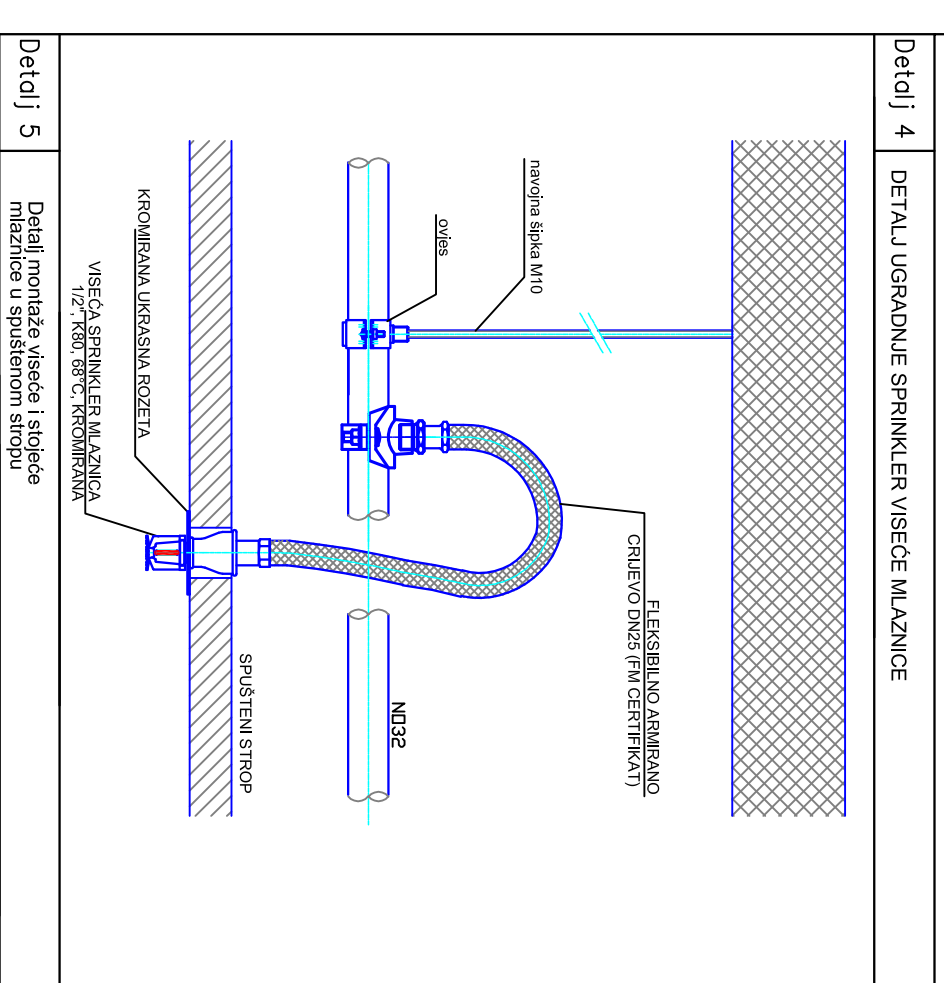 Detalj 4
DETALJ UGRADNJE SPRINKLER VISEĆE MLAZNICE
navojna šipka M10
ovjes
FLEKSIBILNO ARMIRANO
CRIJEVO DN25 (FM CERTIFIKAT)
NO32
SPUŠTENI STROP
KROMIRANA UKRASNA ROZETA
VISEĆA SPRINKLER MLAZNICA
1/2", K80, 68°C, KROMIRANA
Detalj 5
Detalj montaže viseće i stojeće
mlaznice u spuštenom stropu